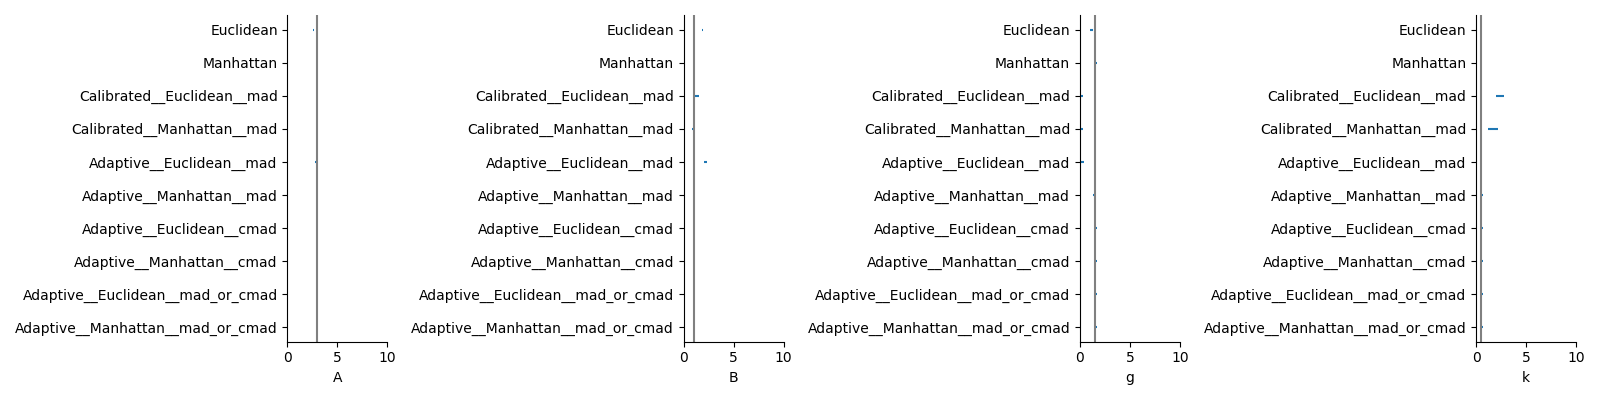 Euclidean
Manhattan
Calibrated__Euclidean__mad
Calibrated__Manhattan__mad
Adaptive__Euclidean__mad
Adaptive__Manhattan__mad
Adaptive__Euclidean__cmad
Adaptive__Manhattan__cmad
Adaptive__Euclidean__mad_or_cmad
Adaptive__Manhattan__mad_or_cmad
0 5 10
A
Euclidean
Manhattan
Calibrated__Euclidean__mad
Calibrated__Manhattan__mad
Adaptive__Euclidean__mad
Adaptive__Manhattan__mad
Adaptive__Euclidean__cmad
Adaptive__Manhattan__cmad
Adaptive__Euclidean__mad_or_cmad
Adaptive__Manhattan__mad_or_cmad
0 5 10
B
Euclidean
Manhattan
Calibrated__Euclidean__mad
Calibrated__Manhattan__mad
Adaptive__Euclidean__mad
Adaptive__Manhattan__mad
Adaptive__Euclidean__cmad
Adaptive__Manhattan__cmad
Adaptive__Euclidean__mad_or_cmad
Adaptive__Manhattan__mad_or_cmad
0 5 10
g
Euclidean
Manhattan
Calibrated__Euclidean__mad
Calibrated__Manhattan__mad
Adaptive__Euclidean__mad
Adaptive__Manhattan__mad
Adaptive__Euclidean__cmad
Adaptive__Manhattan__cmad
Adaptive__Euclidean__mad_or_cmad
Adaptive__Manhattan__mad_or_cmad
0 5 10
k